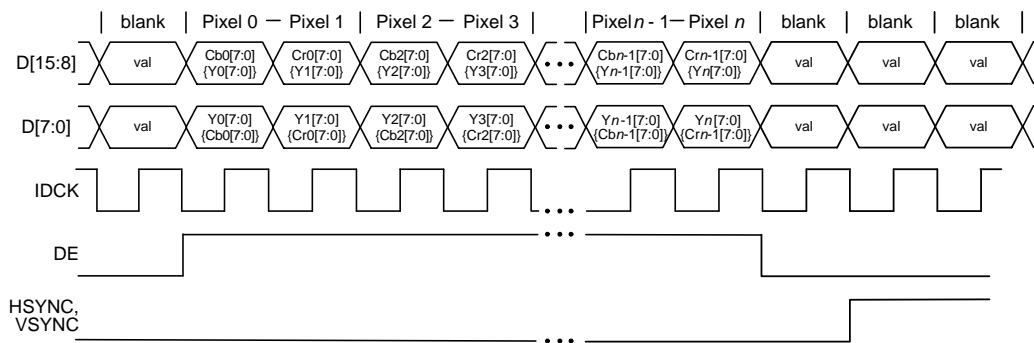 blank Pixel 0 — Pixel 1 Pixel 2 — Pixel 3 Pixel n - 1 — Pixel n blank blank blank
D[15:8] val Cb0[7:0] Cr0[7:0] Cb2[7:0] Cr2[7:0] ••• Cbn-1[7:0] Crn-1[7:0] val val val
{Y0[7:0]} {Y1[7:0]} {Y2[7:0]} {Y3[7:0]} {Yn-1[7:0]} {Yn[7:0]}
D[7:0] val Y0[7:0] Y1[7:0] Y2[7:0] Y3[7:0] ••• Yn-1[7:0] Yn[7:0] val val val
{Cb0[7:0]} {Cr0[7:0]} {Cb2[7:0]} {Cr2[7:0]} {Cbn-1[7:0]} {Crn-1[7:0]}
IDCK •••
DE •••
HSYNC,
VSYNC •••